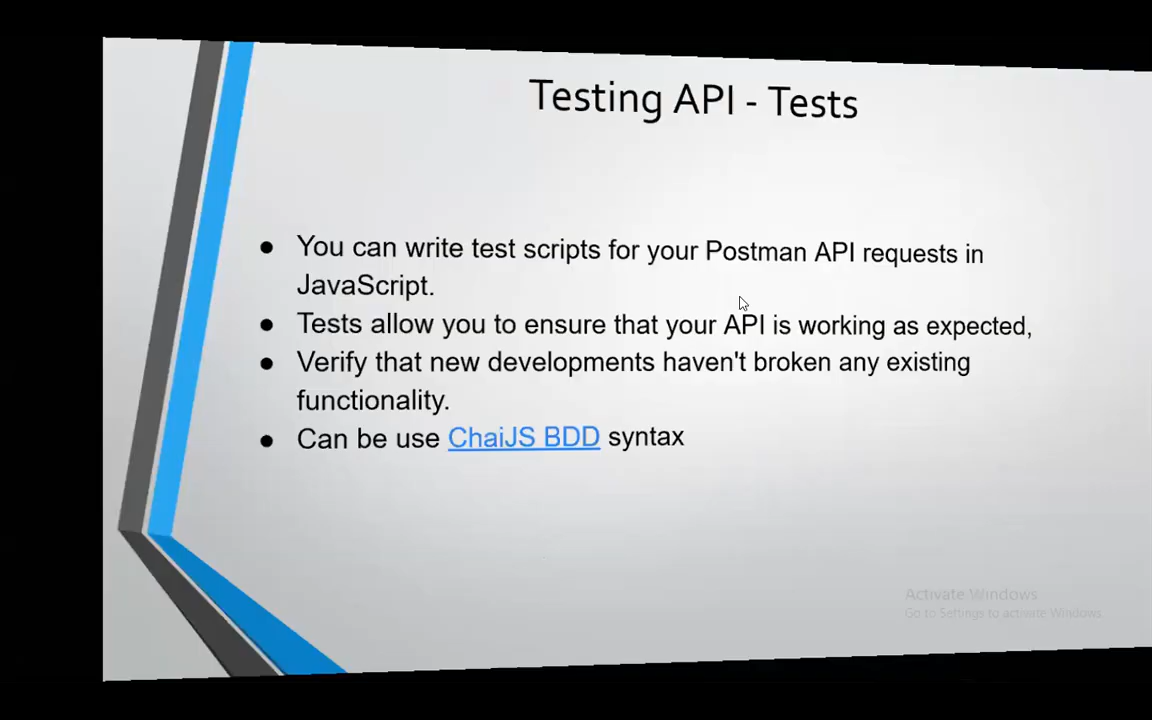 Testing API - Tests
● You can write test scripts for your Postman API requests in
JavaScript.
● Tests allow you to ensure that your API is working as expected,
● Verify that new developments haven't broken any existing
functionality.
● Can be use ChaiJS BDD syntax
Activate Windows
Go to Settings to activate Windows.